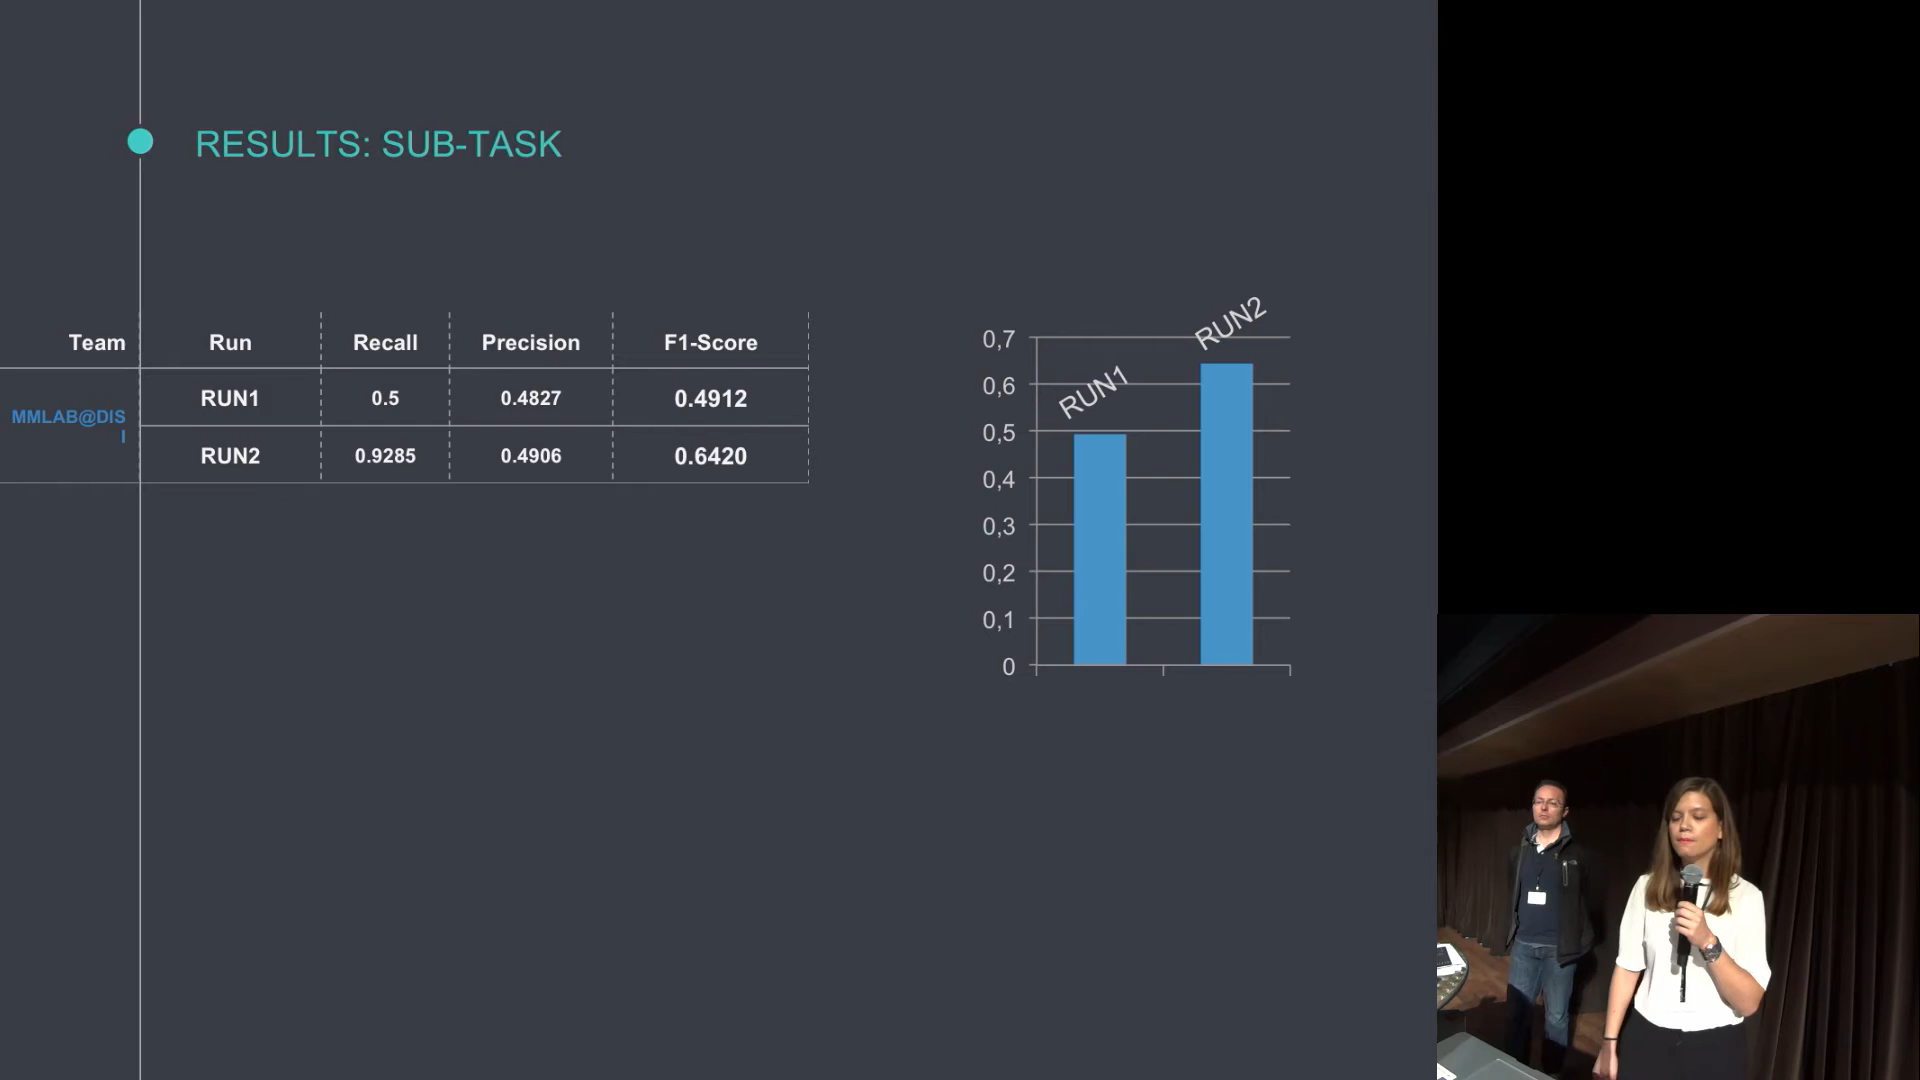 RESULTS: SUB-TASK
Team Run Recall Precision F1-Score
MMLAB@DIS
I
RUN1 0.5 0.4827 0.4912
RUN2 0.9285 0.4906 0.6420
RUN2
RUN1
0,7
0,6
0,5
0,4
0,3
0,2
0,1
0